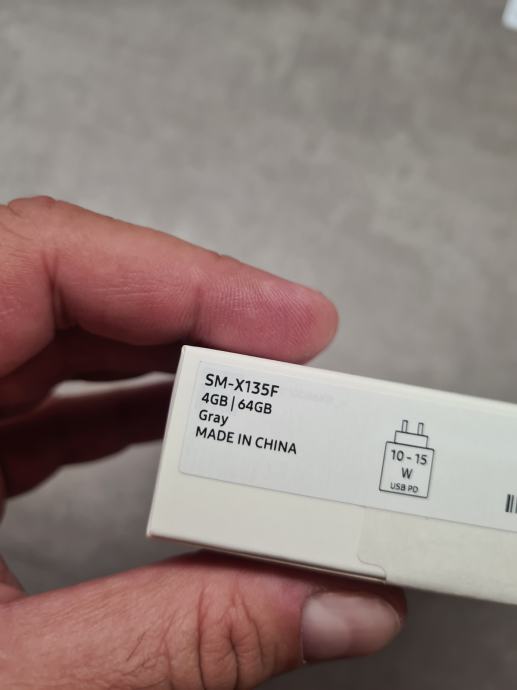 SM-X135F
4GB | 64GB
Gray
MADE IN CHINA
10 - 15
W
USB PD